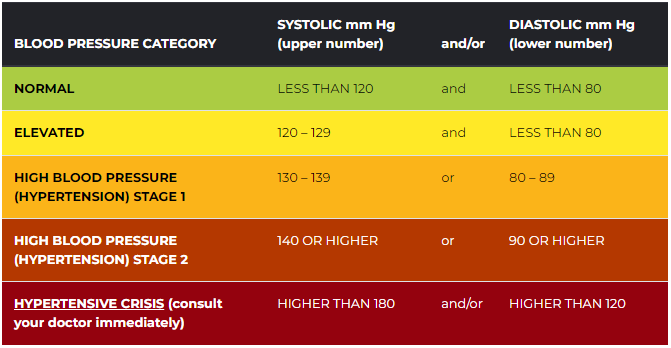 SYSTOLIC mm Hg DIASTOLIC mm Hg
BLOOD PRESSURE CATEGORY (upper number) and/or (lower number)
NORMAL LESS THAN 120 and LESS THAN 80
ELEVATED 120 – 129 and LESS THAN 80
HIGH BLOOD PRESSURE 130 – 139 or 80 – 89
(HYPERTENSION) STAGE 1
HIGH BLOOD PRESSURE 140 OR HIGHER or 90 OR HIGHER
(HYPERTENSION) STAGE 2
HYPERTENSIVE CRISIS (consult HIGHER THAN 180 and/or HIGHER THAN 120
your doctor immediately)